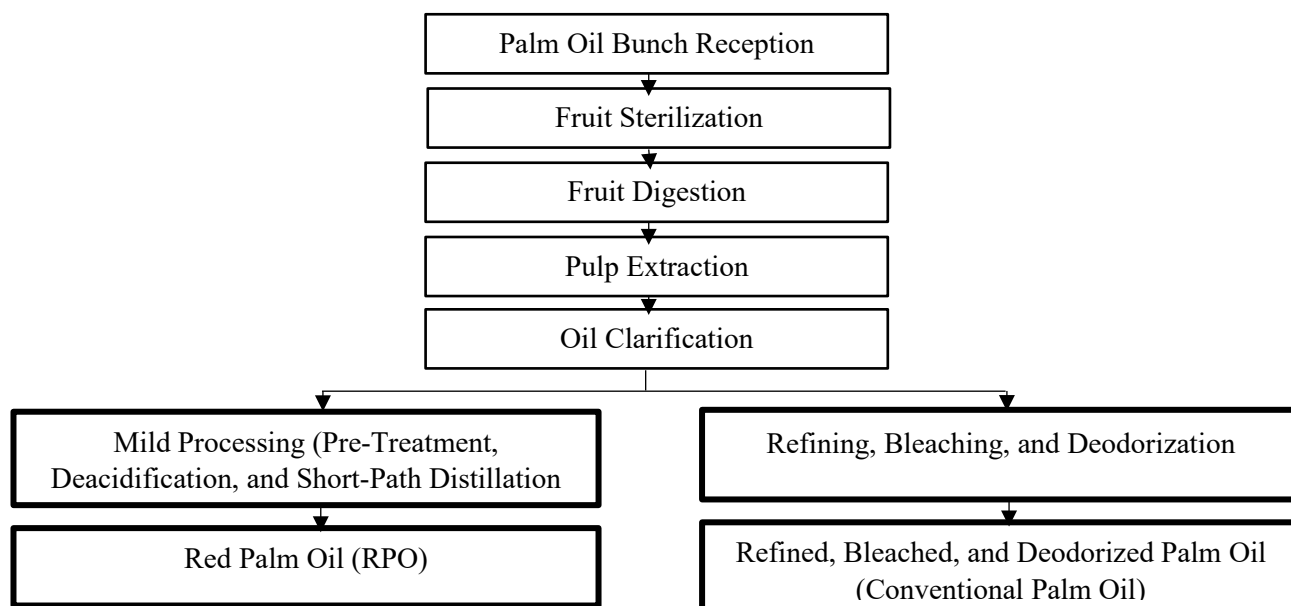 Palm Oil Bunch Reception
Fruit Sterilization
Fruit Digestion
Pulp Extraction
Oil Clarification
Mild Processing (Pre-Treatment,
Deacidification, and Short-Path Distillation
Refining, Bleaching, and Deodorization
Red Palm Oil (RPO)
Refined, Bleached, and Deodorized Palm Oil
(Conventional Palm Oil)